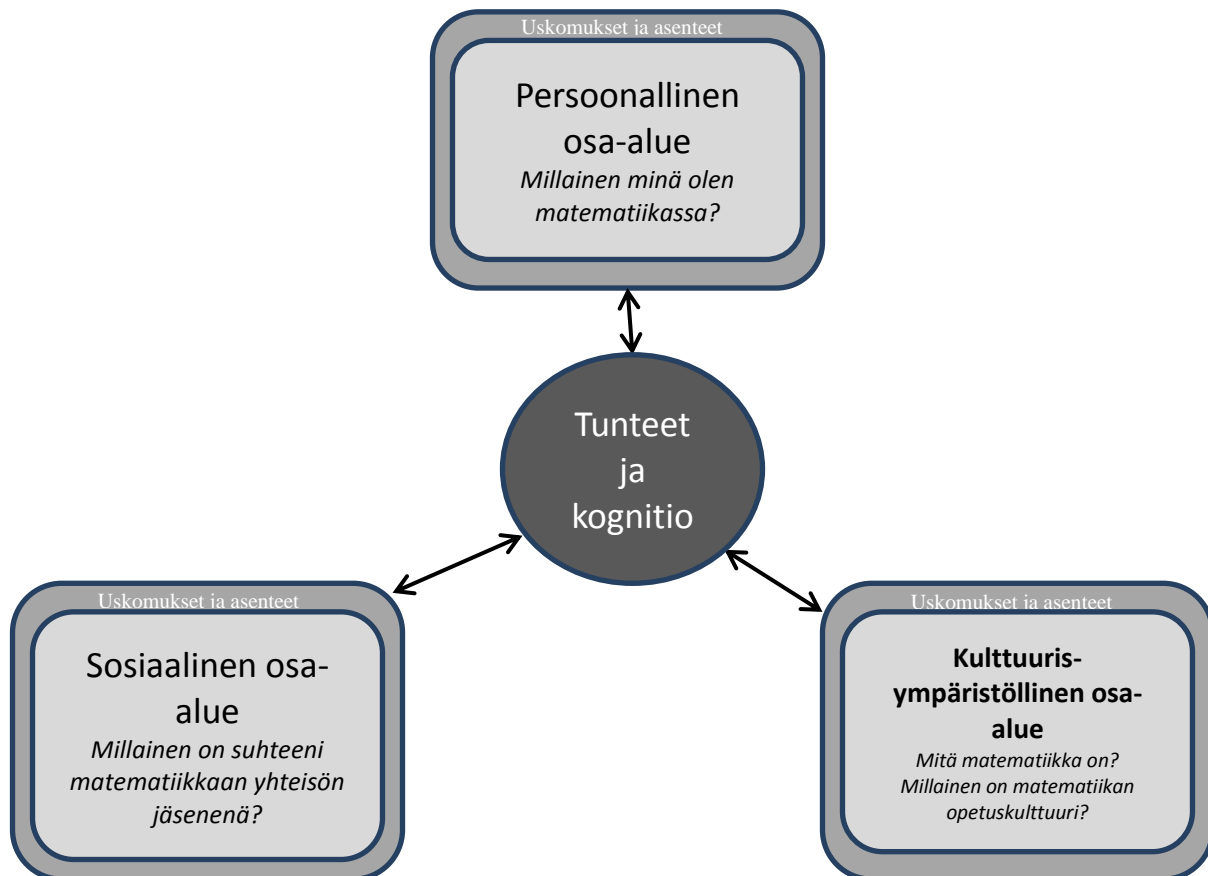 Uskomukset ja asenteet
Persoonallinen
osa-alue
Millainen minä olen
matematiikassa?
Tunteet
ja
kognitio
Uskomukset ja asenteet
Sosiaalinen osa-
alue
Millainen on suhteeni
matematiikkaan yhteisön
jäsenenä?
Uskomukset ja asenteet
Kulttuuris-
ympäristöllinen osa-
alue
Mitä matematiikka on?
Millainen on matematiikan
opetuskulttuuri?